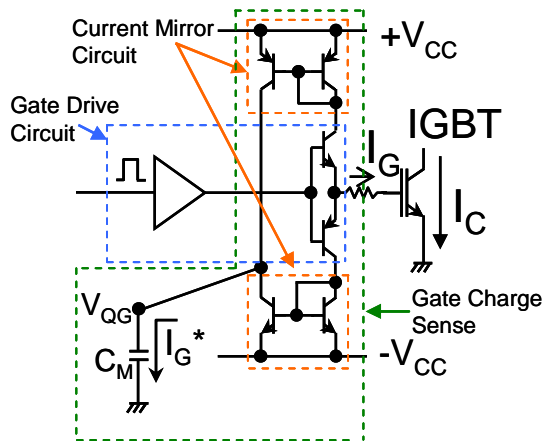 Current Mirror
Circuit
+VCC
Gate Drive
Circuit
IGBT
IG
IC
VQG
Gate Charge
Sense
CM
IG*
-VCC